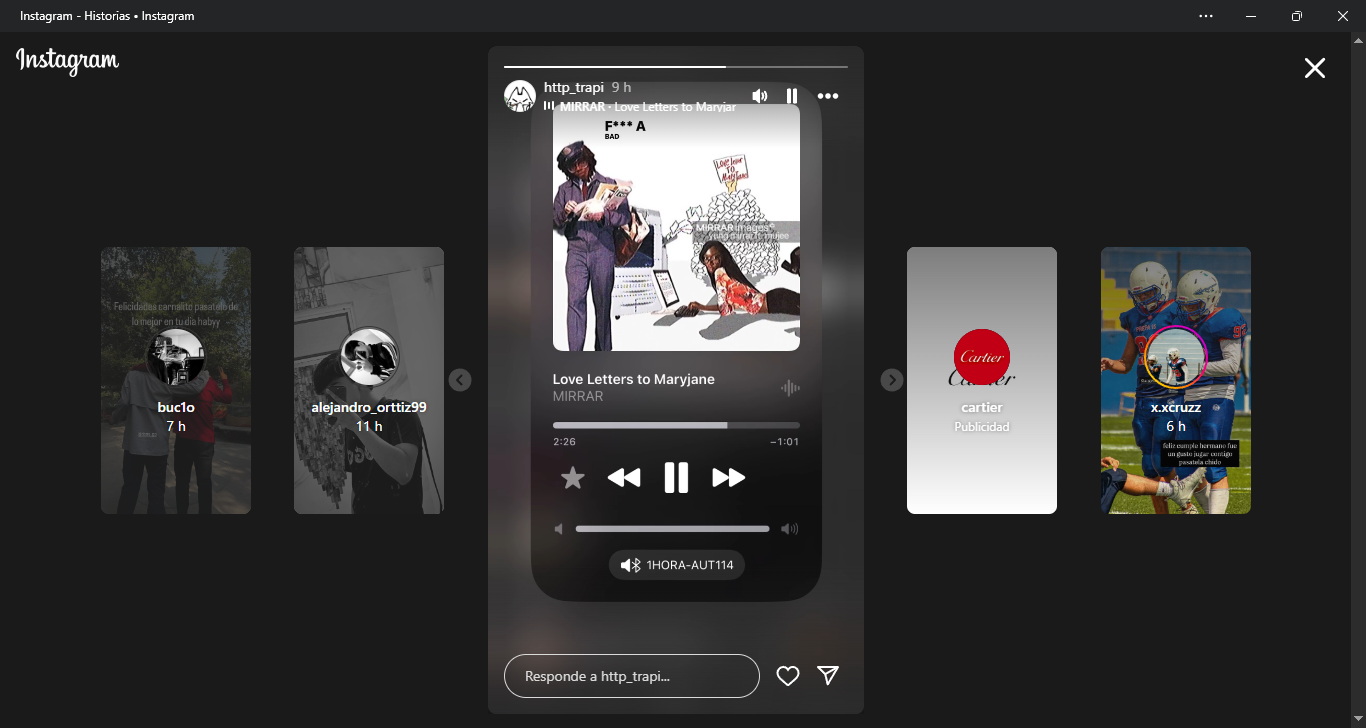 Instagram - Historias • Instagram
Instagram
http_trapi 9 h
MIRRAR · Love Letters to Maryjar
F*** A
BAD
LOVE LETTERS
TO
MARYJANE
MIRRAR images
Felicidades carmalito pasatelo de
lo mejor en tu dia habyy
buc1o
7 h
alejandro_orttiz99
11 h
Love Letters to Maryjane
MIRRAR
2:26
-1:01
1HORA-AUT114
Responde a http_trapi...
Cartier
Cartier
cartier
Publicidad
x.xcruzz
6 h
feliz cumple hermano fue
un gusto jugar contigo
pasatela chido